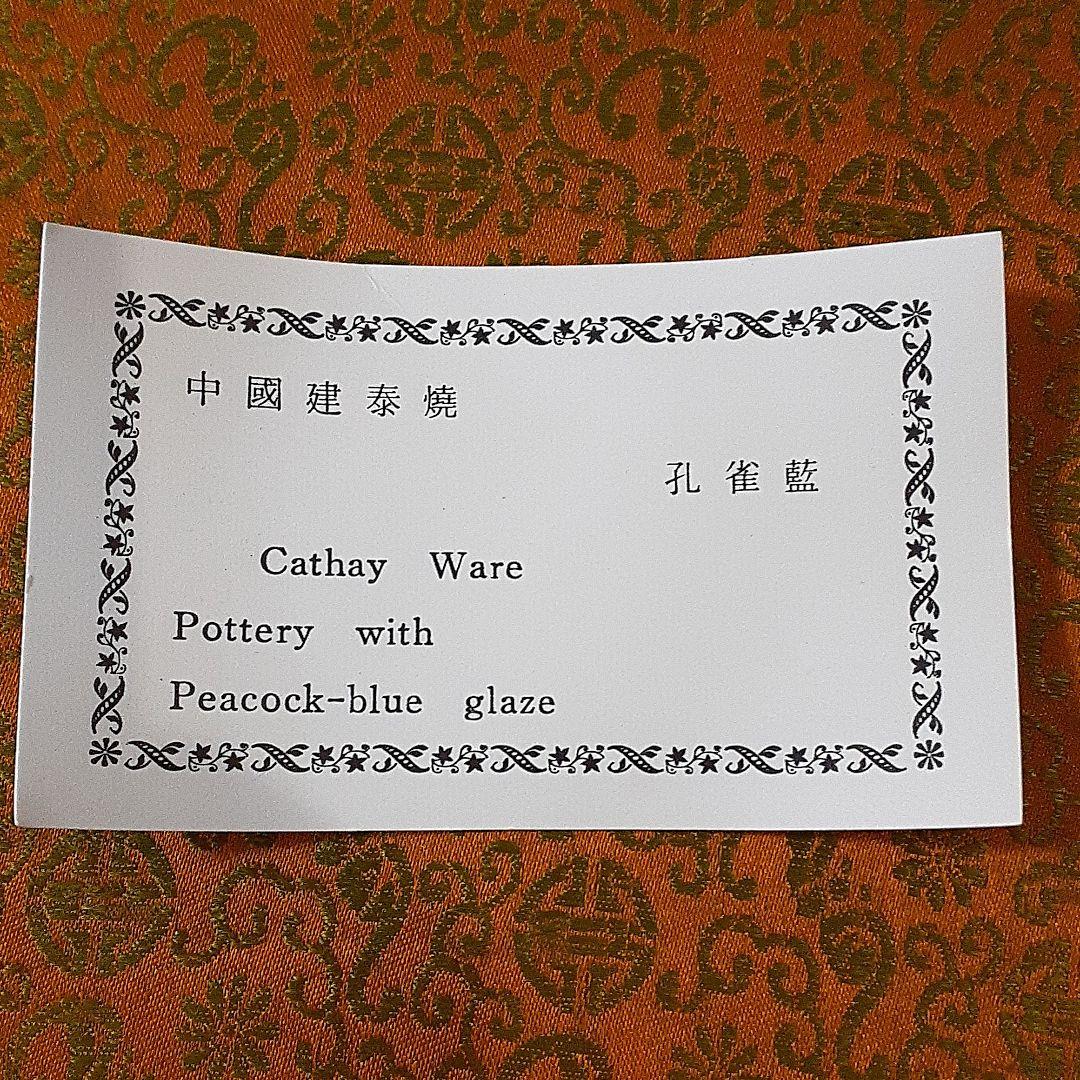 中國建泰燒
孔雀藍
Cathay Ware
Pottery with
Peacock-blue glaze